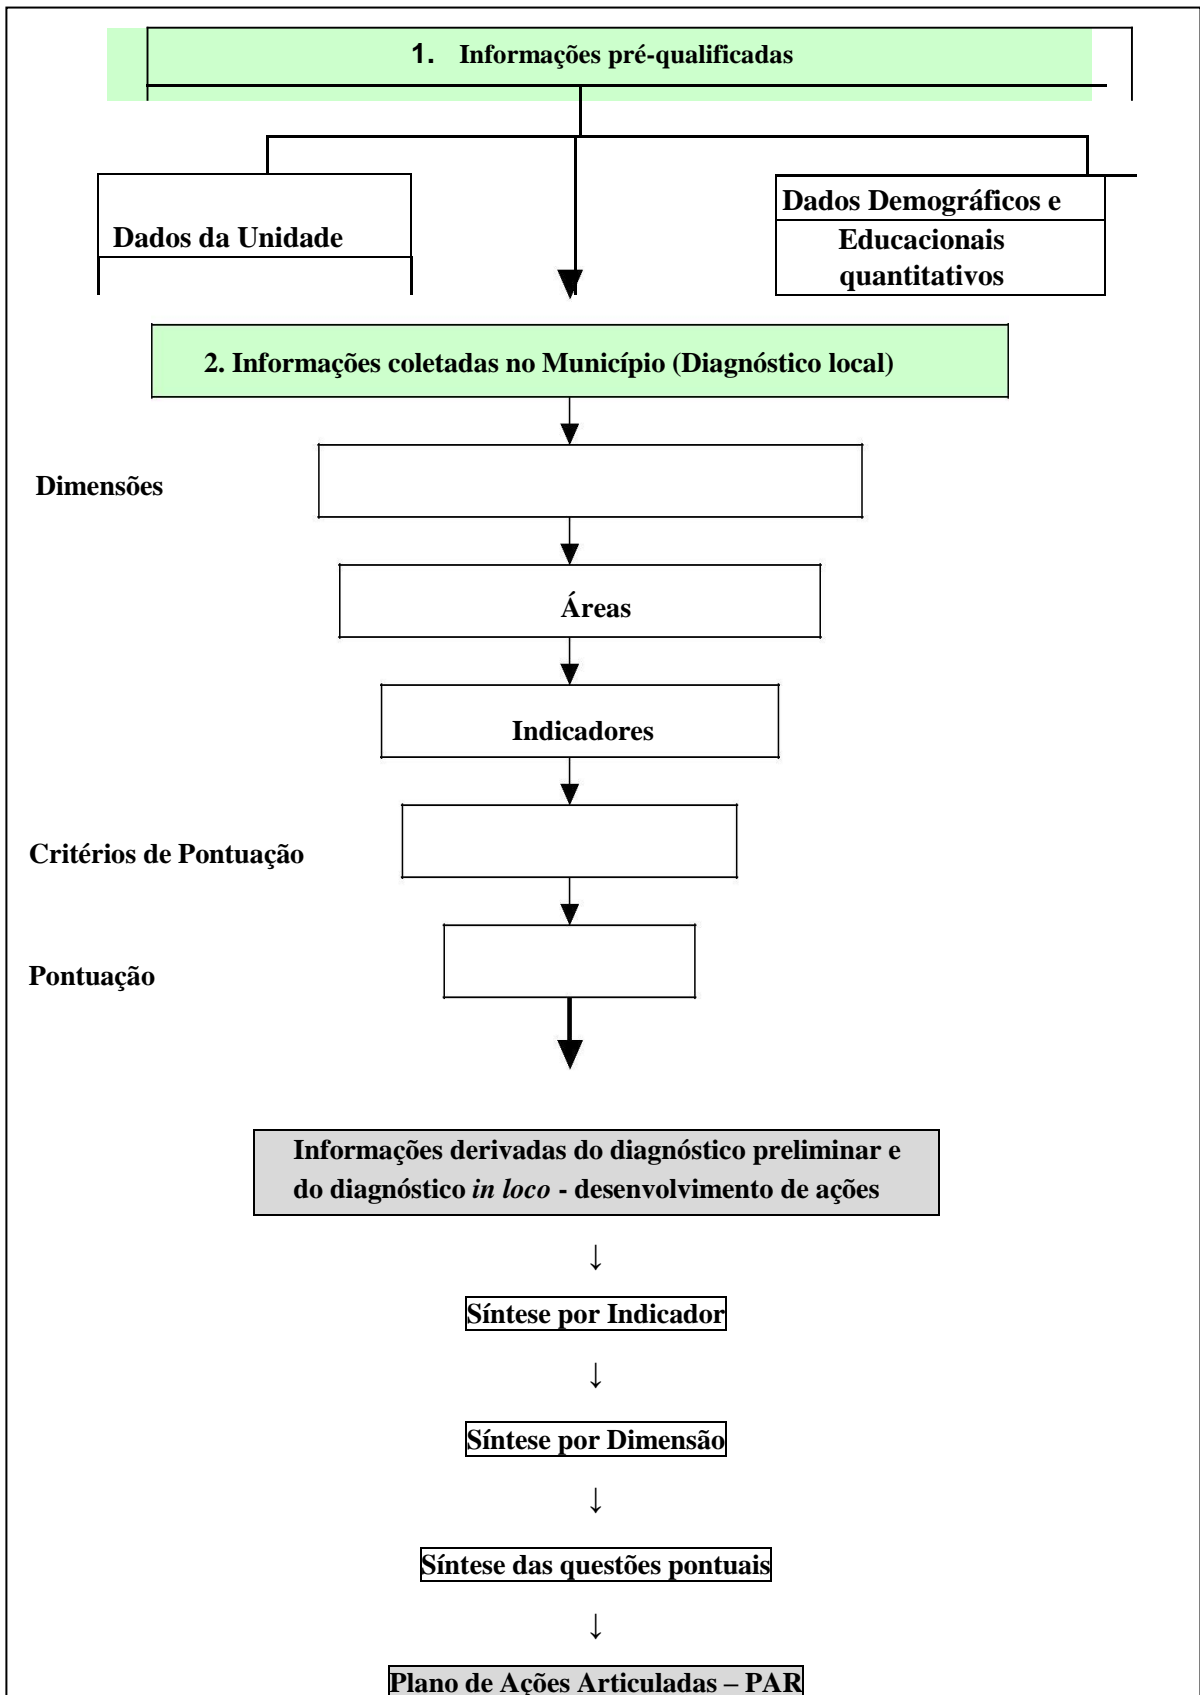 1. Informações pré-qualificadas
Dados da Unidade
Dados Demográficos e
Educacionais
quantitativos
2. Informações coletadas no Município (Diagnóstico local)
Dimensões
Áreas
Indicadores
Critérios de Pontuação
Pontuação
Informações derivadas do diagnóstico preliminar e
do diagnóstico in loco - desenvolvimento de ações
↓
Síntese por Indicador
↓
Síntese por Dimensão
↓
Síntese das questões pontuais
↓
Plano de Ações Articuladas – PAR